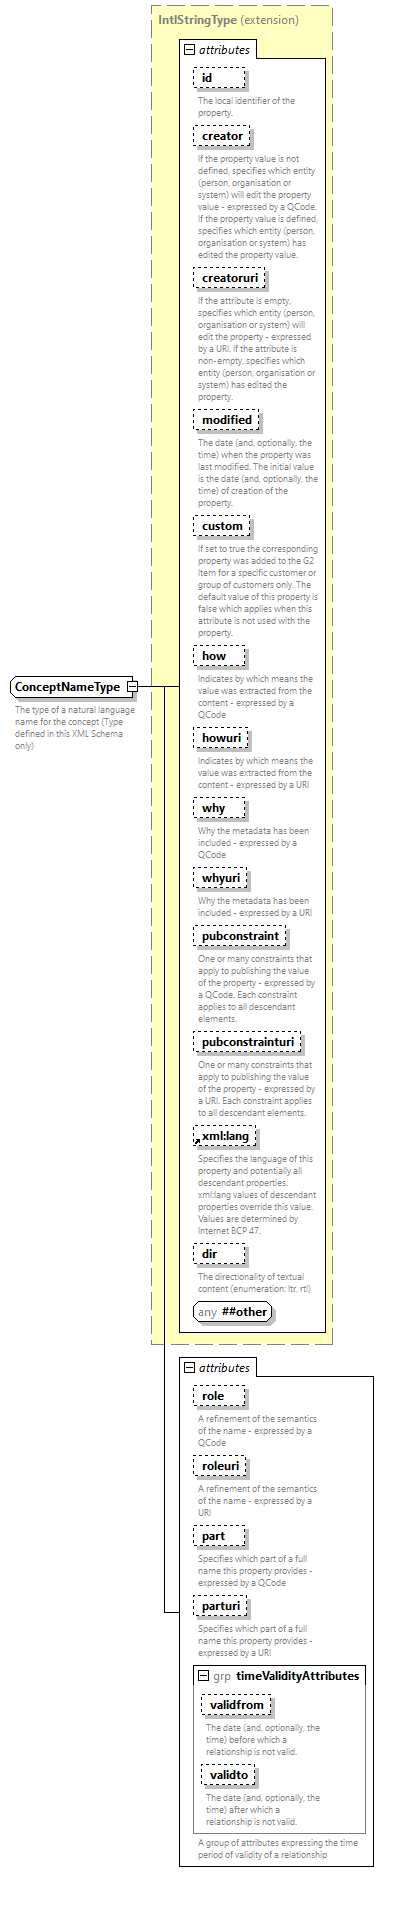 IntlStringType (extension)
attributes
id
The local identifier of the
property.
creator
If the property value is not
defined, specifies which entity
(person, organisation or
system) will edit the property
value - expressed by a QCode.
If the property value is defined,
specifies which entity (person,
organisation or system) has
edited the property value.
creatoruri
If the attribute is empty,
specifies which entity (person,
organisation or system) will
edit the property - expressed
by a URI. If the attribute is
non-empty, specifies which
entity (person, organisation or
system) has edited the
property.
modified
The date (and, optionally, the
time) when the property was
last modified. The initial value
is the date (and, optionally, the
time) of creation of the
property.
custom
If set to true the corresponding
property was added to the G2
Item for a specific customer or
group of customers only. The
default value of this property is
false which applies when this
attribute is not used with the
property.
how
Indicates by which means the
value was extracted from the
content - expressed by a
QCode
ConceptNameType
The type of a natural language
name for the concept (Type
defined in this XML Schema
only)
howuri
Indicates by which means the
value was extracted from the
content - expressed by a URI
why
Why the metadata has been
included - expressed by a
QCode
whyuri
Why the metadata has been
included - expressed by a URI
pubconstraint
One or many constraints that
apply to publishing the value
of the property - expressed by
a QCode. Each constraint
applies to all descendant
elements.
pubconstrainturi
One or many constraints that
apply to publishing the value
of the property - expressed by
a URI. Each constraint applies
to all descendant elements.
xml:lang
Specifies the language of this
property and potentially all
descendant properties.
xml:lang values of descendant
properties override this value.
Values are determined by
Internet BCP 47.
dir
The directionality of textual
content (enumeration: ltr, rtl)
any ##other
attributes
role
A refinement of the semantics
of the name - expressed by a
QCode
roleuri
A refinement of the semantics
of the name - expressed by a
URI
part
Specifies which part of a full
name this property provides -
expressed by a QCode
parturi
Specifies which part of a full
name this property provides -
expressed by a URI
grp timeValidityAttributes
validfrom
The date (and, optionally, the
time) before which a
relationship is not valid.
validto
The date (and, optionally, the
time) after which a
relationship is not valid.
A group of attributes expressing the time
period of validity of a relationship